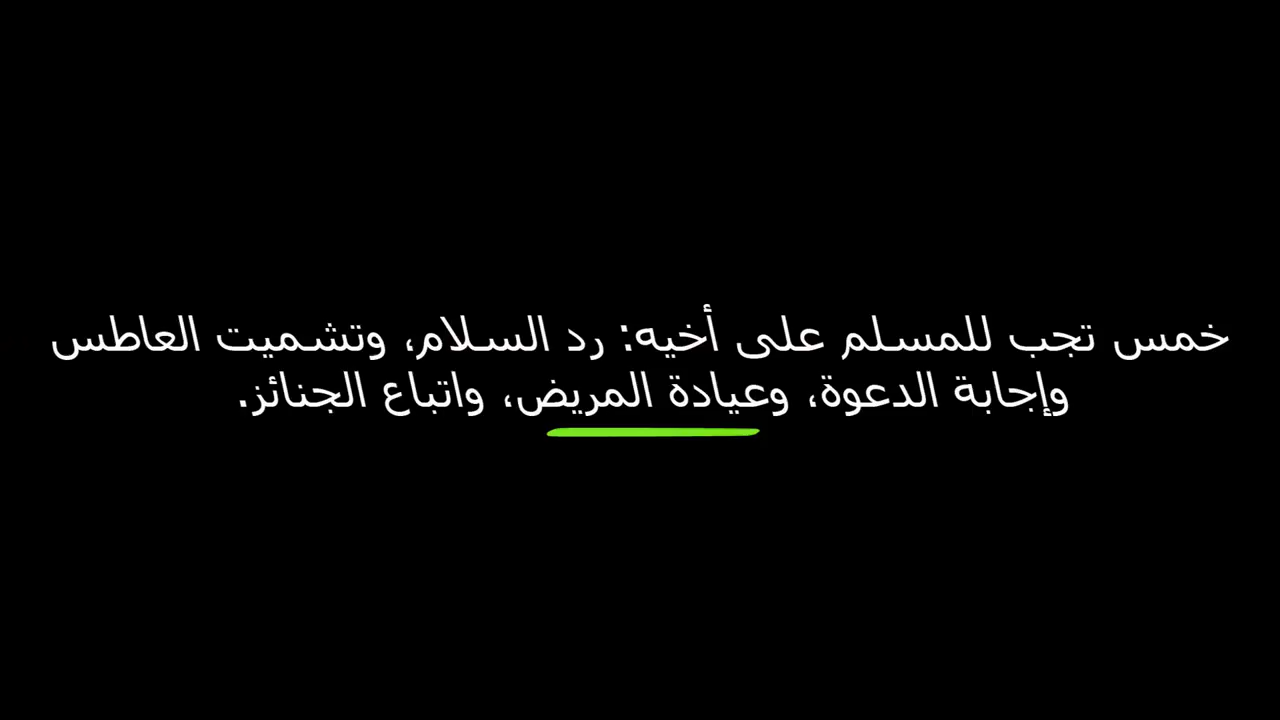 خمس تجب للمسلم على أخيه: رد السلام، وتشميت العاطس
وإجابة الدعوة، وعيادة المريض، واتباع الجنائز.